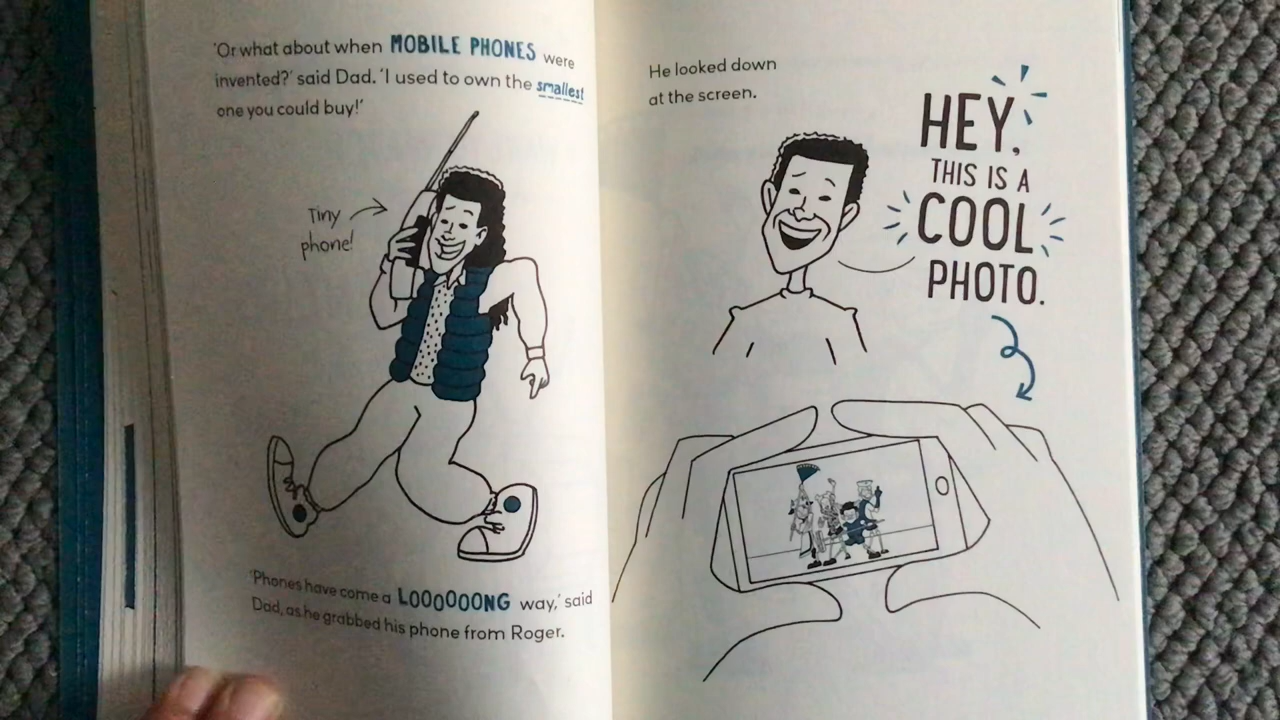 'Or what about when MOBILE PHONES were
invented?' said Dad. 'I used to own the smallest
one you could buy!'
Tiny
phone!
'Phones have come a LOOOOOONG way,' said
Dad, as he grabbed his phone from Roger.
He looked down
at the screen.
HEY,
THIS IS A
COOL
PHOTO.